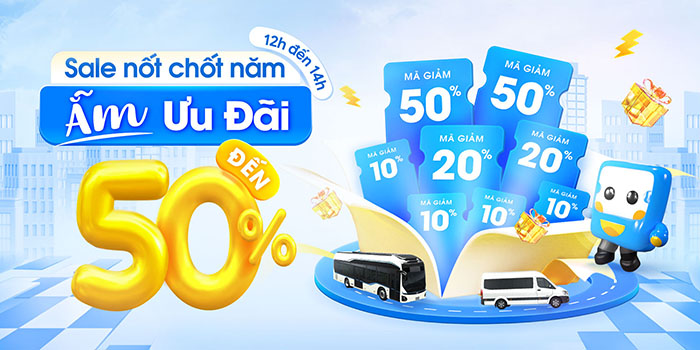 12h đến 14h
Sale nốt chốt năm
Ẵm Ưu Đãi
ĐẾN
50%
MÃ GIẢM
50%
MÃ GIẢM
50%
MÃ GIẢM
10%
MÃ GIẢM
20%
MÃ GIẢM
20%
MÃ GIẢM
10%
MÃ GIẢM
10%
MÃ GIẢM
10%